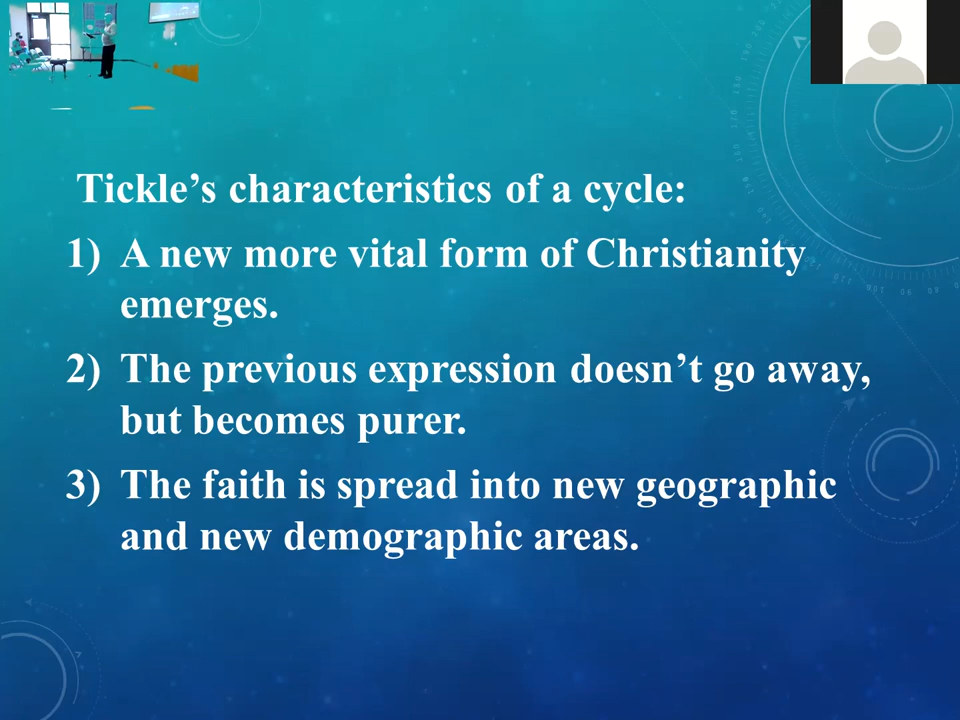 Tickle’s characteristics of a cycle:
1) A new more vital form of Christianity
emerges.
2) The previous expression doesn’t go away,
but becomes purer.
3) The faith is spread into new geographic
and new demographic areas.